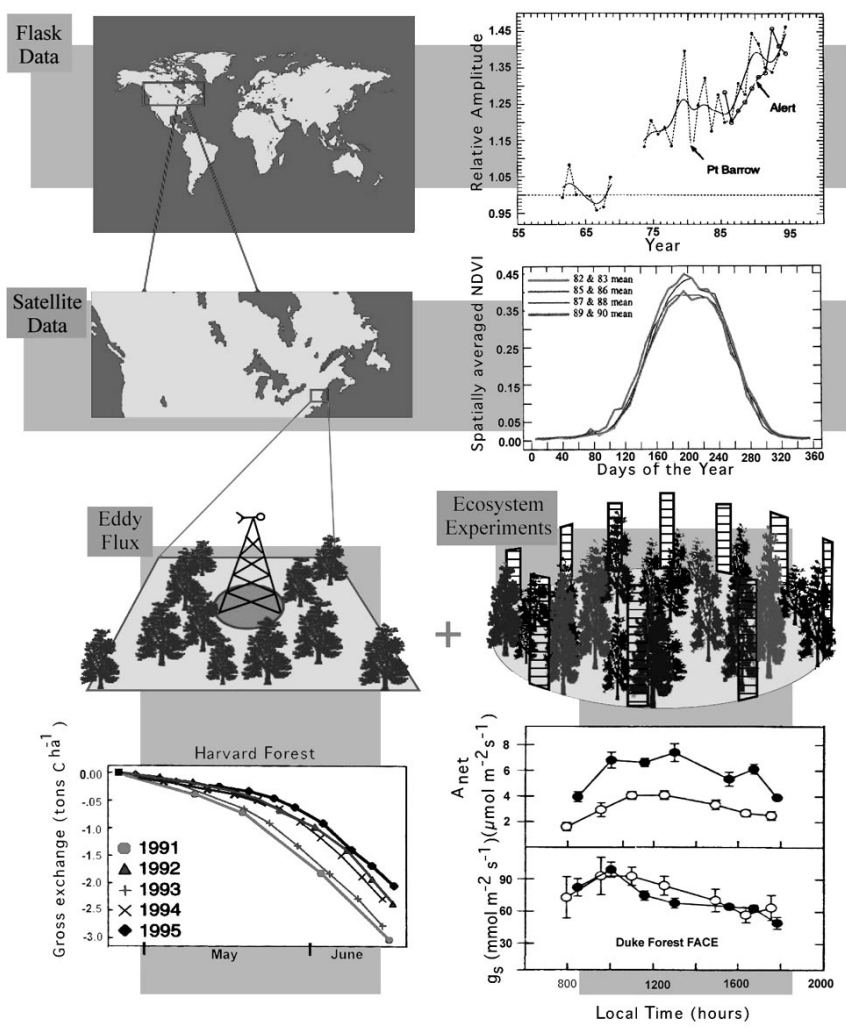 Flask
Data
Relative Amplitude
1.45
1.35
1.25
1.15
1.05
0.95
Alert
Pt Barrow
55 65 75 85 95
Year
Satellite
Data
Spatially averaged NDVI
0.45
0.35
0.25
0.15
0.05
0.00
82 & 83 mean
85 & 86 mean
87 & 88 mean
89 & 90 mean
0 40 80 120 160 200 240 280 320 360
Days of the Year
Eddy
Flux
Ecosystem
Experiments
+
Harvard Forest
Gross exchange (tons C ha¹)
0.00
-.05
-1.0
-1.5
-2.0
-2.5
-3.0
1991
1992
1993
1994
1995
May June
Anet
(µmol m-2 s-1)
8
6
4
2
gs (mmol m-2 s-1)
90
60
30
Duke Forest FACE
800 1200 1600 2000
Local Time (hours)